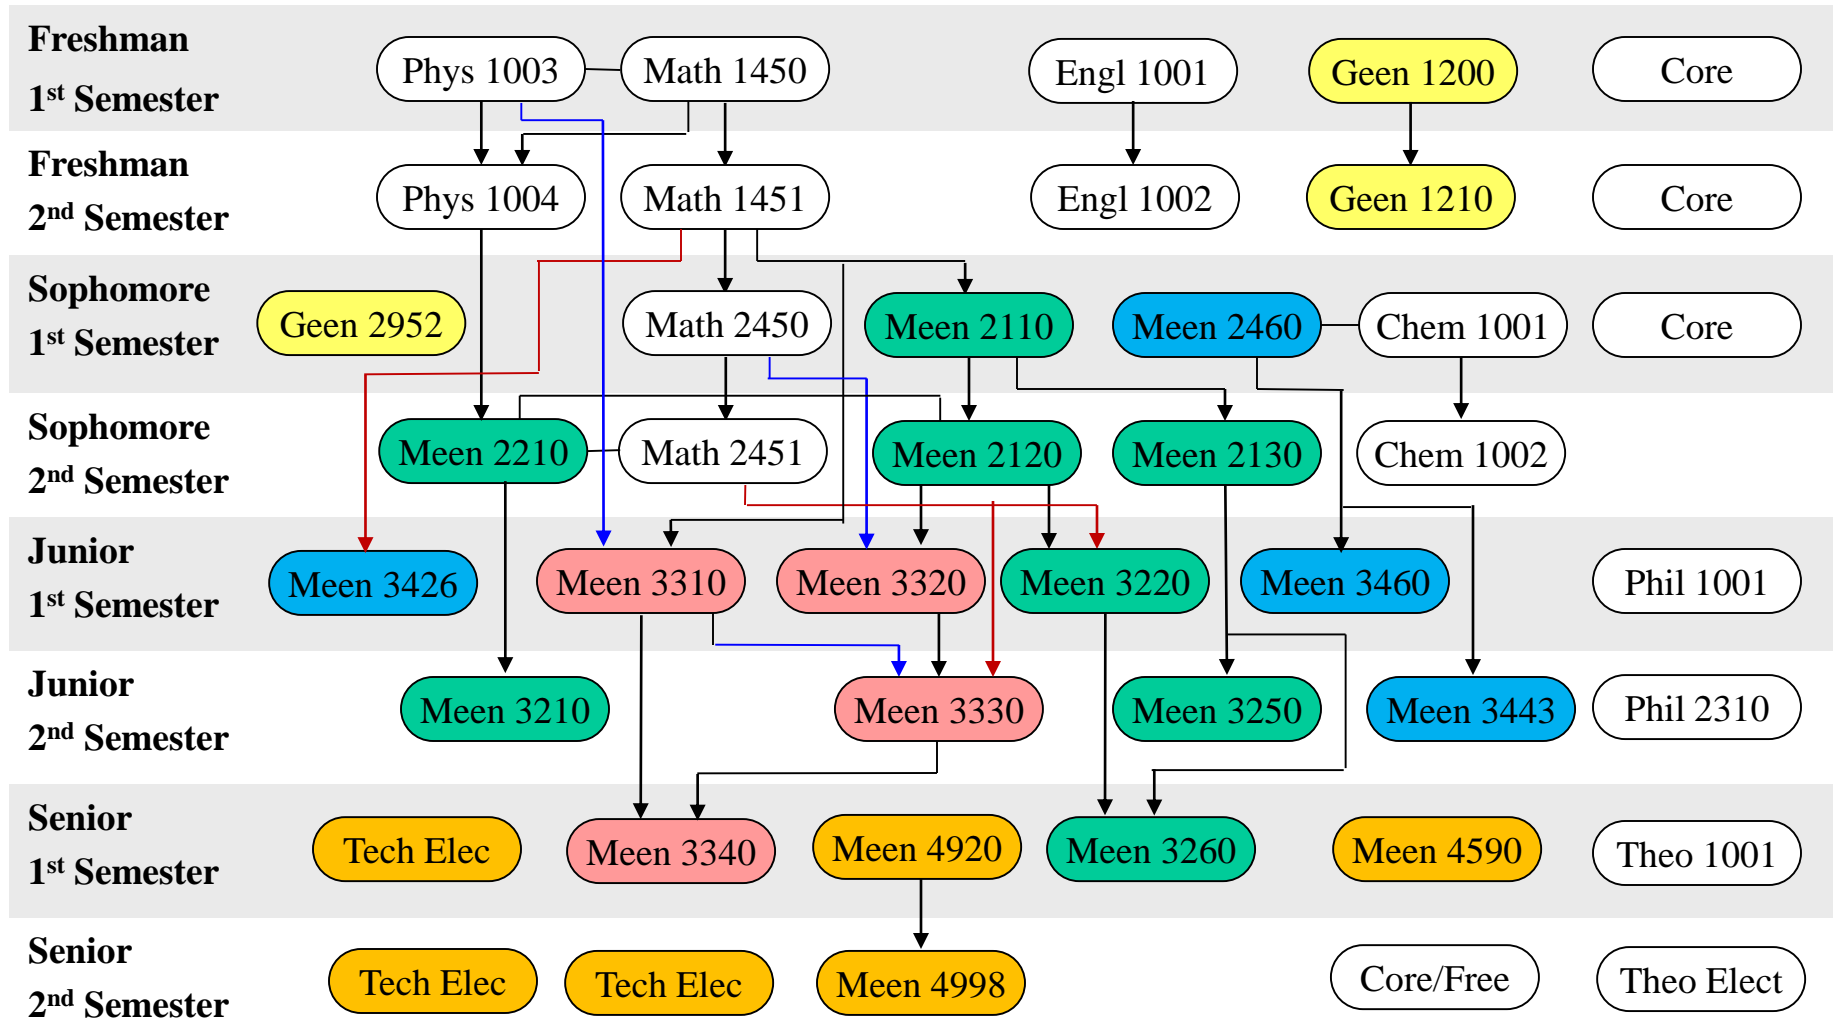 Freshman
1st Semester
Phys 1003
Math 1450
Engl 1001
Geen 1200
Core
Freshman
2nd Semester
Phys 1004
Math 1451
Engl 1002
Geen 1210
Core
Sophomore
1st Semester
Geen 2952
Math 2450
Meen 2110
Meen 2460
Chem 1001
Core
Sophomore
2nd Semester
Meen 2210
Math 2451
Meen 2120
Meen 2130
Chem 1002
Junior
1st Semester
Meen 3426
Meen 3310
Meen 3320
Meen 3220
Meen 3460
Phil 1001
Junior
2nd Semester
Meen 3210
Meen 3330
Meen 3250
Meen 3443
Phil 2310
Senior
1st Semester
Tech Elec
Meen 3340
Meen 4920
Meen 3260
Meen 4590
Theo 1001
Senior
2nd Semester
Tech Elec
Tech Elec
Meen 4998
Core/Free
Theo Elect